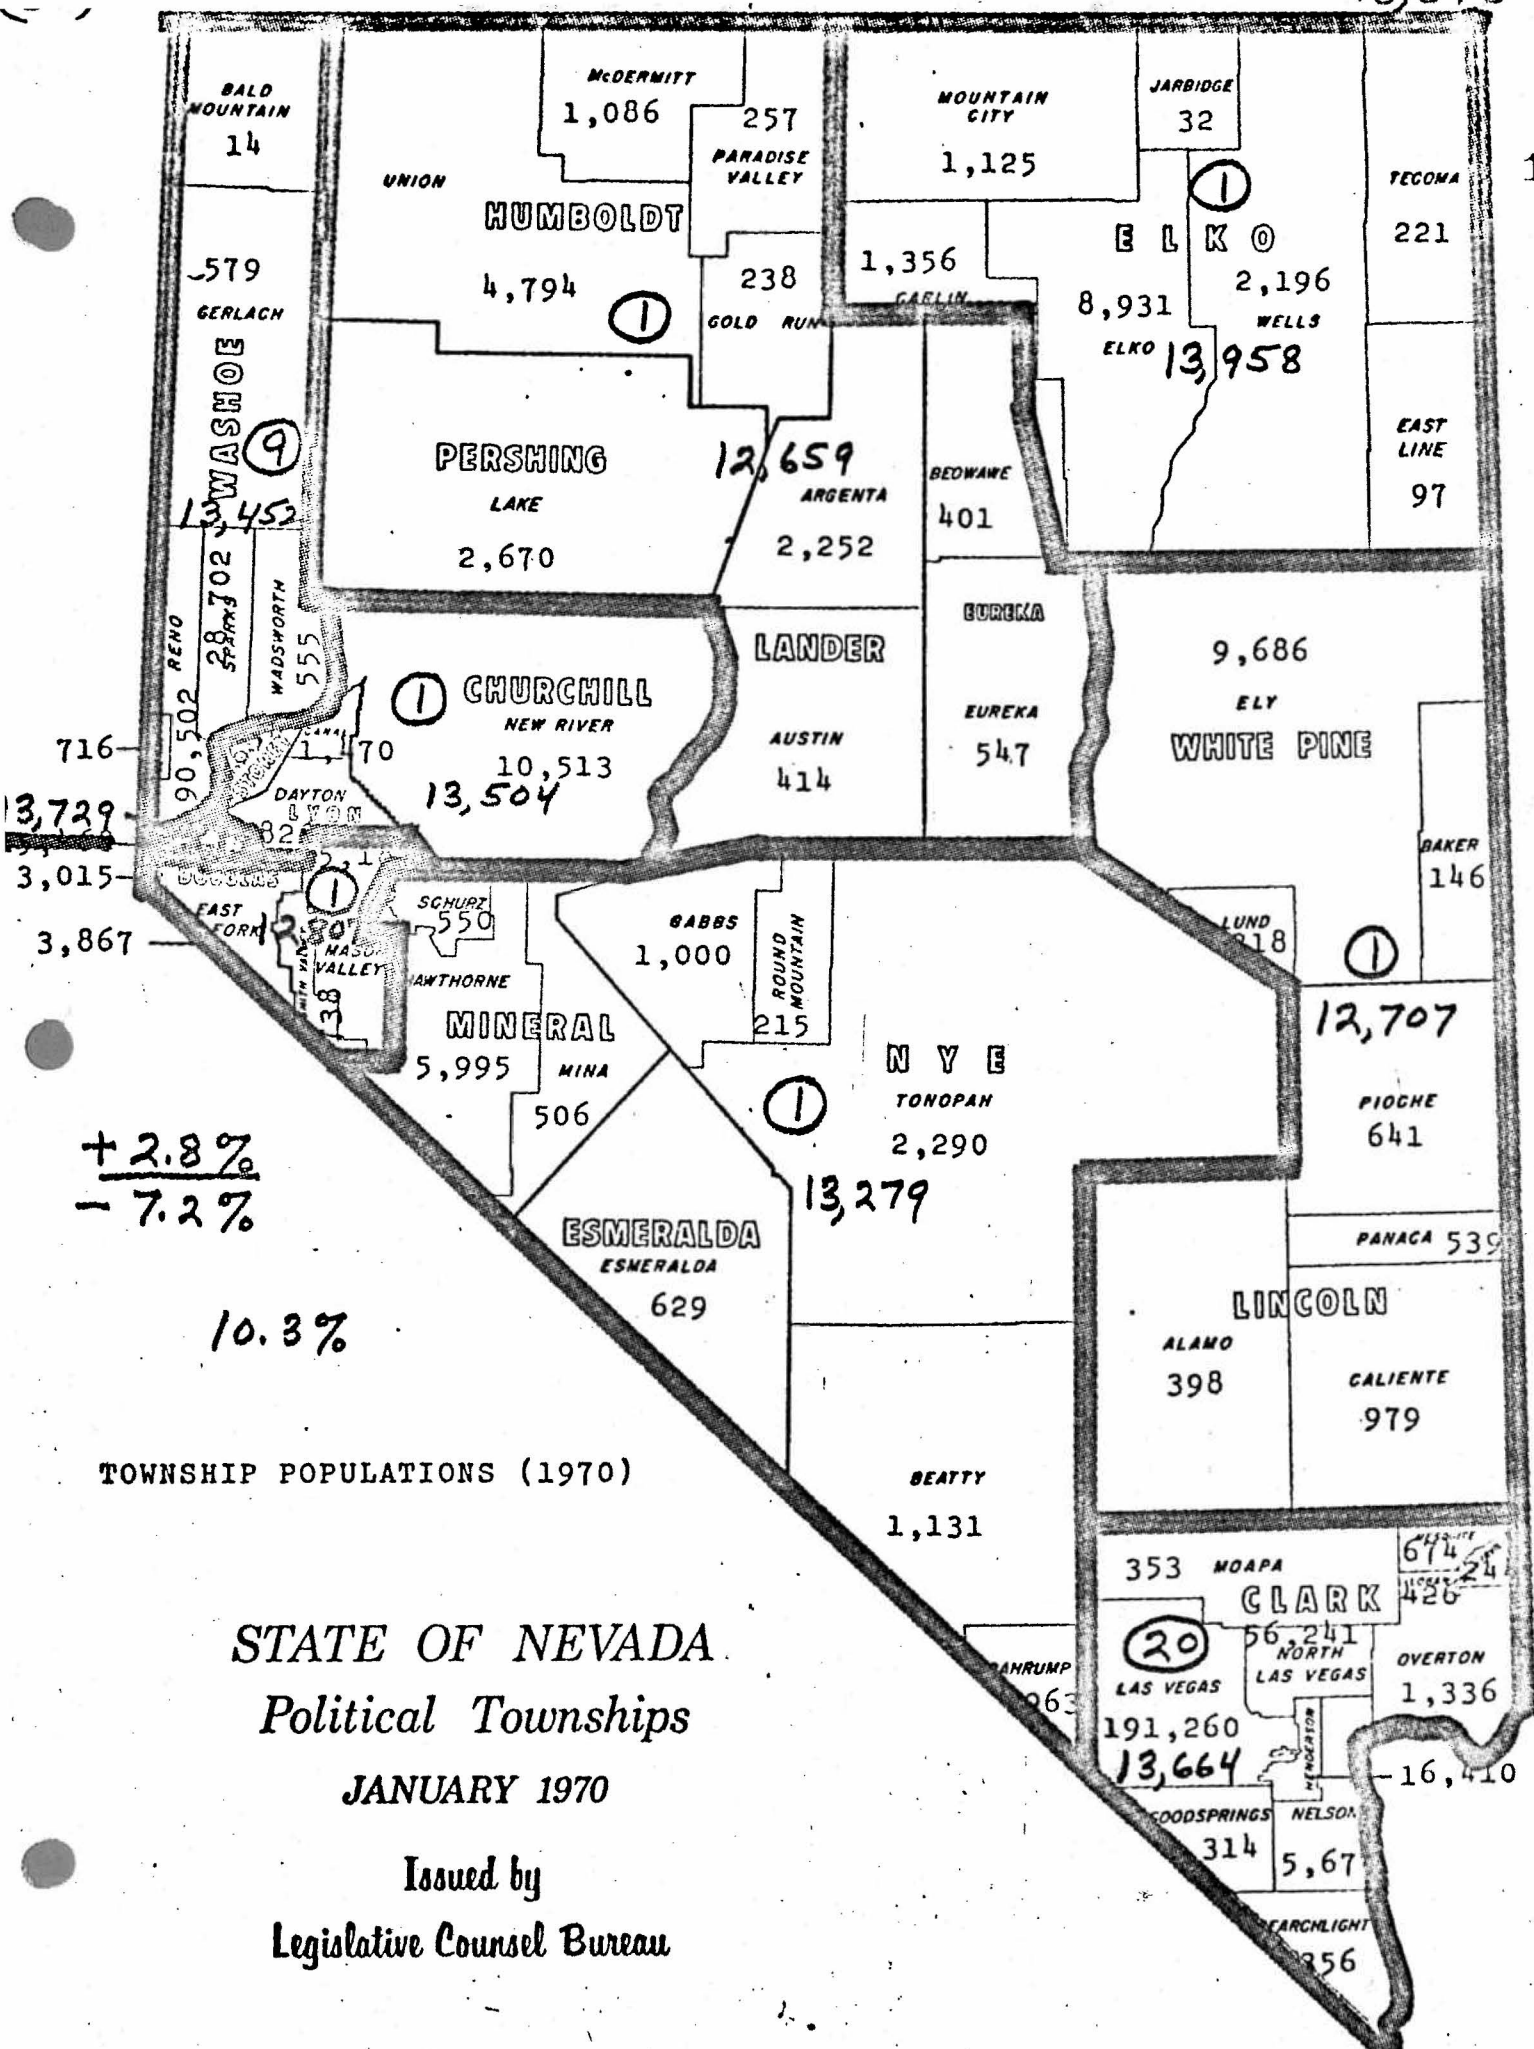 BALD
MOUNTAIN
14
McDERMITT
1,086
257
PARADISE
VALLEY
UNION
HUMBOLDT
4,794
1
238
GOLD RUN
MOUNTAIN
CITY
1,125
JARBIDGE
32
1
ELKO
TECOMA
221
1,356
CARLIN
8,931
ELKO
2,196
WELLS
13,958
EAST
LINE
97
579
GERLACH
WASHOE
9
13,452
PERSHING
LAKE
2,670
12,659
ARGENTA
2,252
BEOWAWE
401
RENO
90,502
28,702
SPARKS
WADSWORTH
555
716
1
CHURCHILL
NEW RIVER
10,513
13,504
LANDER
AUSTIN
414
EUREKA
EUREKA
547
9,686
ELY
WHITE PINE
BAKER
146
LUND
1
12,707
13,729
3,015
3,867
DAYTON
LYON
DOUGLAS
EAST
FORK
1
MASON
VALLEY
SCHURZ
550
HAWTHORNE
MINERAL
5,995
MINA
506
GABBS
1,000
ROUND
MOUNTAIN
215
NYE
TONOPAH
2,290
1
13,279
PIOCHE
641
PANACA 539
LINCOLN
ALAMO
398
CALIENTE
979
+ 2.8%
- 7.2%
10.3%
ESMERALDA
ESMERALDA
629
BEATTY
1,131
TOWNSHIP POPULATIONS (1970)
353 MOAPA
674
426
CLARK
20
LAS VEGAS
191,260
13,664
56,241
NORTH
LAS VEGAS
OVERTON
1,336
HENDERSON
16,410
GOODSPRINGS
314
NELSON
5,67
STATE OF NEVADA
Political Townships
JANUARY 1970
Issued by
Legislative Counsel Bureau